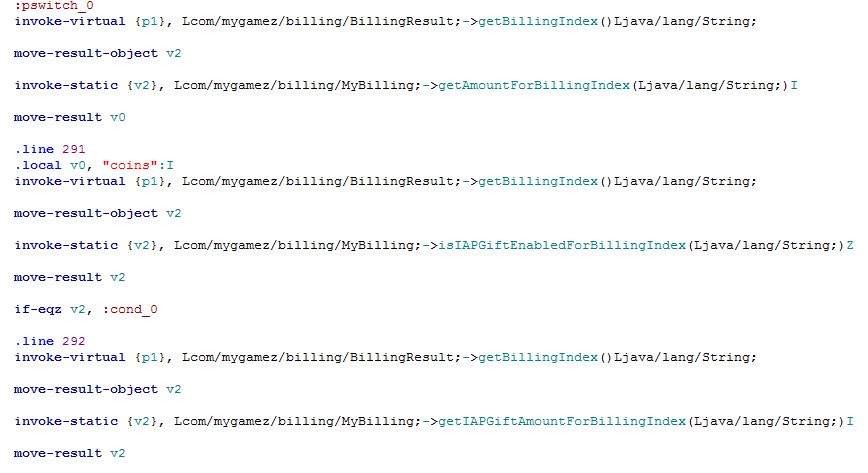 :pswitch_0
invoke-virtual {p1}, Lcom/mygamez/billing/BillingResult;->getBillingIndex()Ljava/lang/String;
move-result-object v2
invoke-static {v2}, Lcom/mygamez/billing/MyBilling;->getAmountForBillingIndex(Ljava/lang/String;)I
move-result v0
.line 291
.local v0, "coins":I
invoke-virtual {p1}, Lcom/mygamez/billing/BillingResult;->getBillingIndex()Ljava/lang/String;
move-result-object v2
invoke-static {v2}, Lcom/mygamez/billing/MyBilling;->isIAPGiftEnabledForBillingIndex(Ljava/lang/String;)Z
move-result v2
if-eqz v2, :cond_0
.line 292
invoke-virtual {p1}, Lcom/mygamez/billing/BillingResult;->getBillingIndex()Ljava/lang/String;
move-result-object v2
invoke-static {v2}, Lcom/mygamez/billing/MyBilling;->getIAPGiftAmountForBillingIndex(Ljava/lang/String;)I
move-result v2